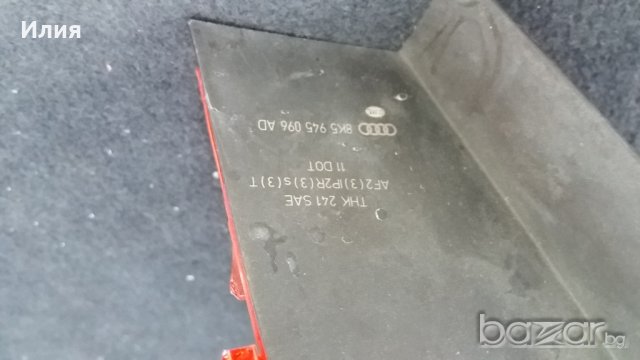 Илия
THK 241 SAE
AF2(3)IP2R(3)s(3)T
11 DOT
8K5 945 096 AD
bazar.bg